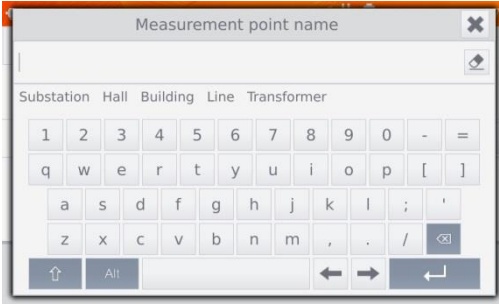 Measurement point name
Substation Hall Building Line Transformer
1 2 3 4 5 6 7 8 9 0 - =
q w e r t y u i o p [ ]
a s d f g h j k l ; '
z x c v b n m , . /
Alt